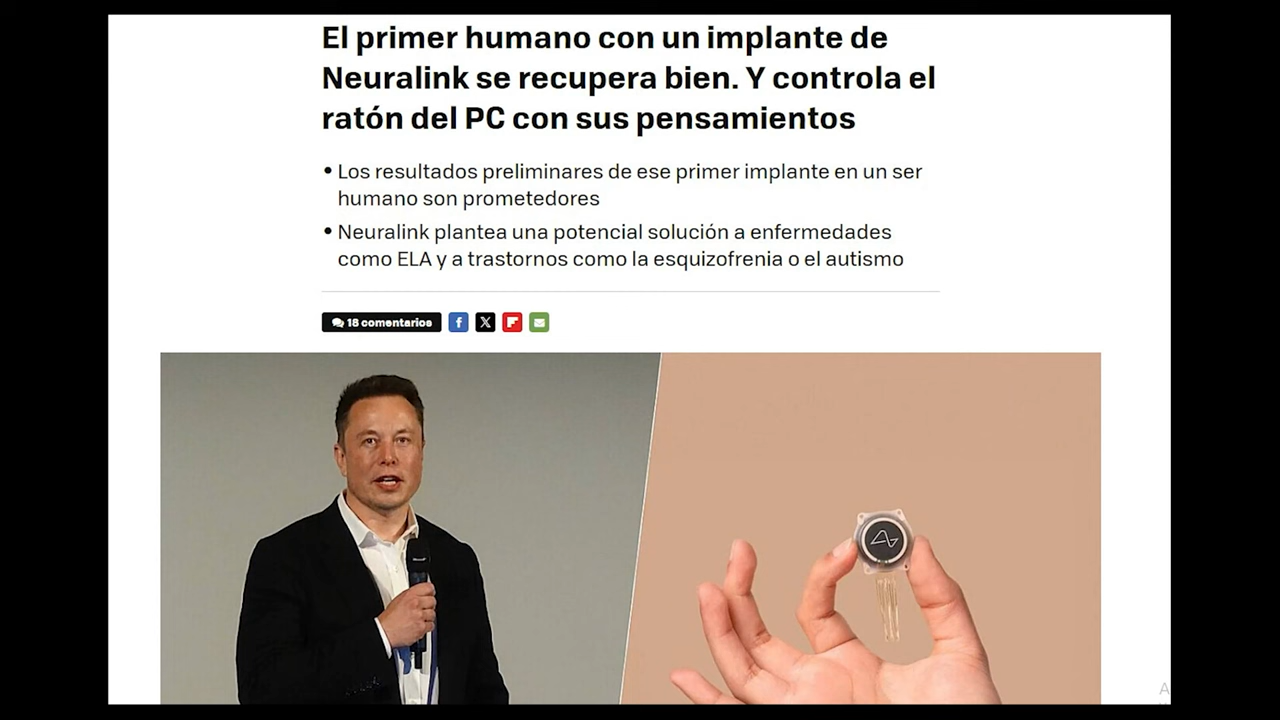 El primer humano con un implante de
Neuralink se recupera bien. Y controla el
ratón del PC con sus pensamientos
• Los resultados preliminares de ese primer implante en un ser
humano son prometedores
• Neuralink plantea una potencial solución a enfermedades
como ELA y a trastornos como la esquizofrenia o el autismo
18 comentarios